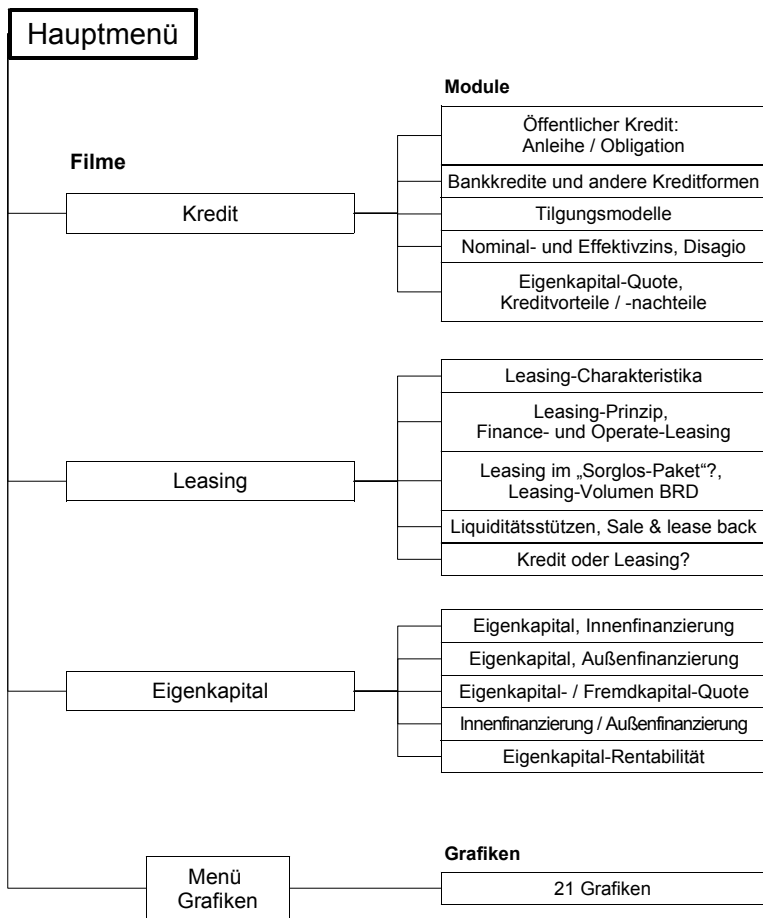 Hauptmenü
Filme
Module
Kredit
Öffentlicher Kredit:
Anleihe / Obligation
Bankkredite und andere Kreditformen
Tilgungsmodelle
Nominal- und Effektivzins, Disagio
Eigenkapital-Quote,
Kreditvorteile / -nachteile
Leasing
Leasing-Charakteristika
Leasing-Prinzip,
Finance- und Operate-Leasing
Leasing im „Sorglos-Paket“?,
Leasing-Volumen BRD
Liquiditätsstützen, Sale & lease back
Kredit oder Leasing?
Eigenkapital
Eigenkapital, Innenfinanzierung
Eigenkapital, Außenfinanzierung
Eigenkapital- / Fremdkapital-Quote
Innenfinanzierung / Außenfinanzierung
Eigenkapital-Rentabilität
Menü
Grafiken
Grafiken
21 Grafiken